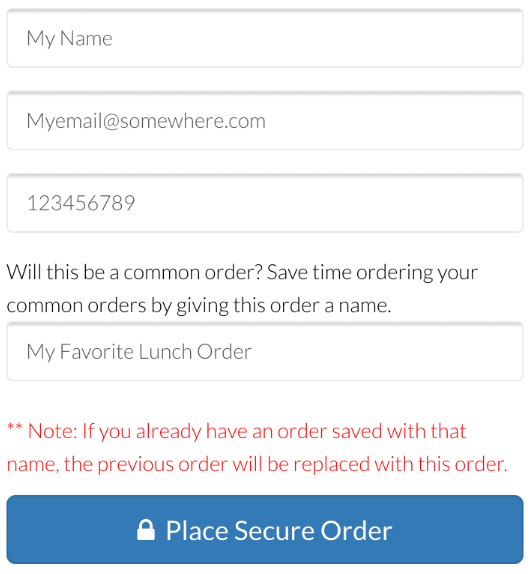 My Name
Myemail@somewhere.com
123456789
Will this be a common order? Save time ordering your
common orders by giving this order a name.
My Favorite Lunch Order
** Note: If you already have an order saved with that
name, the previous order will be replaced with this order.
Place Secure Order